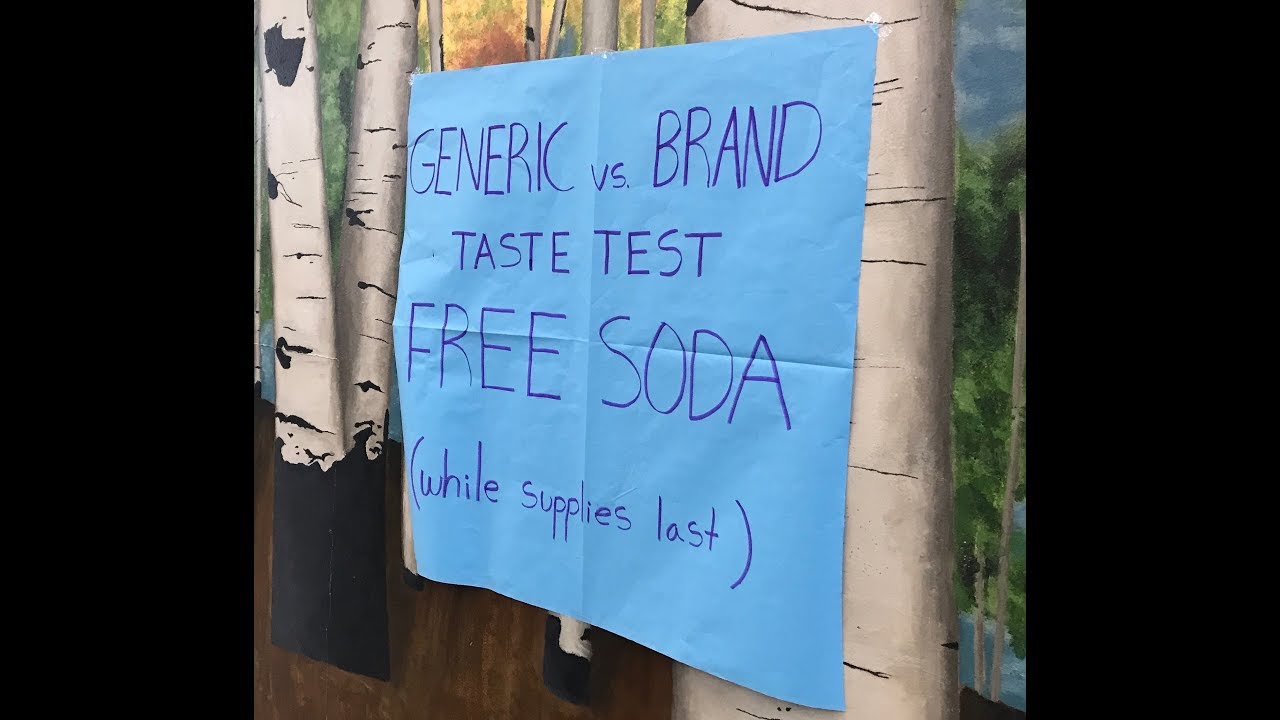 GENERIC vs. BRAND
TASTE TEST
FREE SODA
(while supplies last)